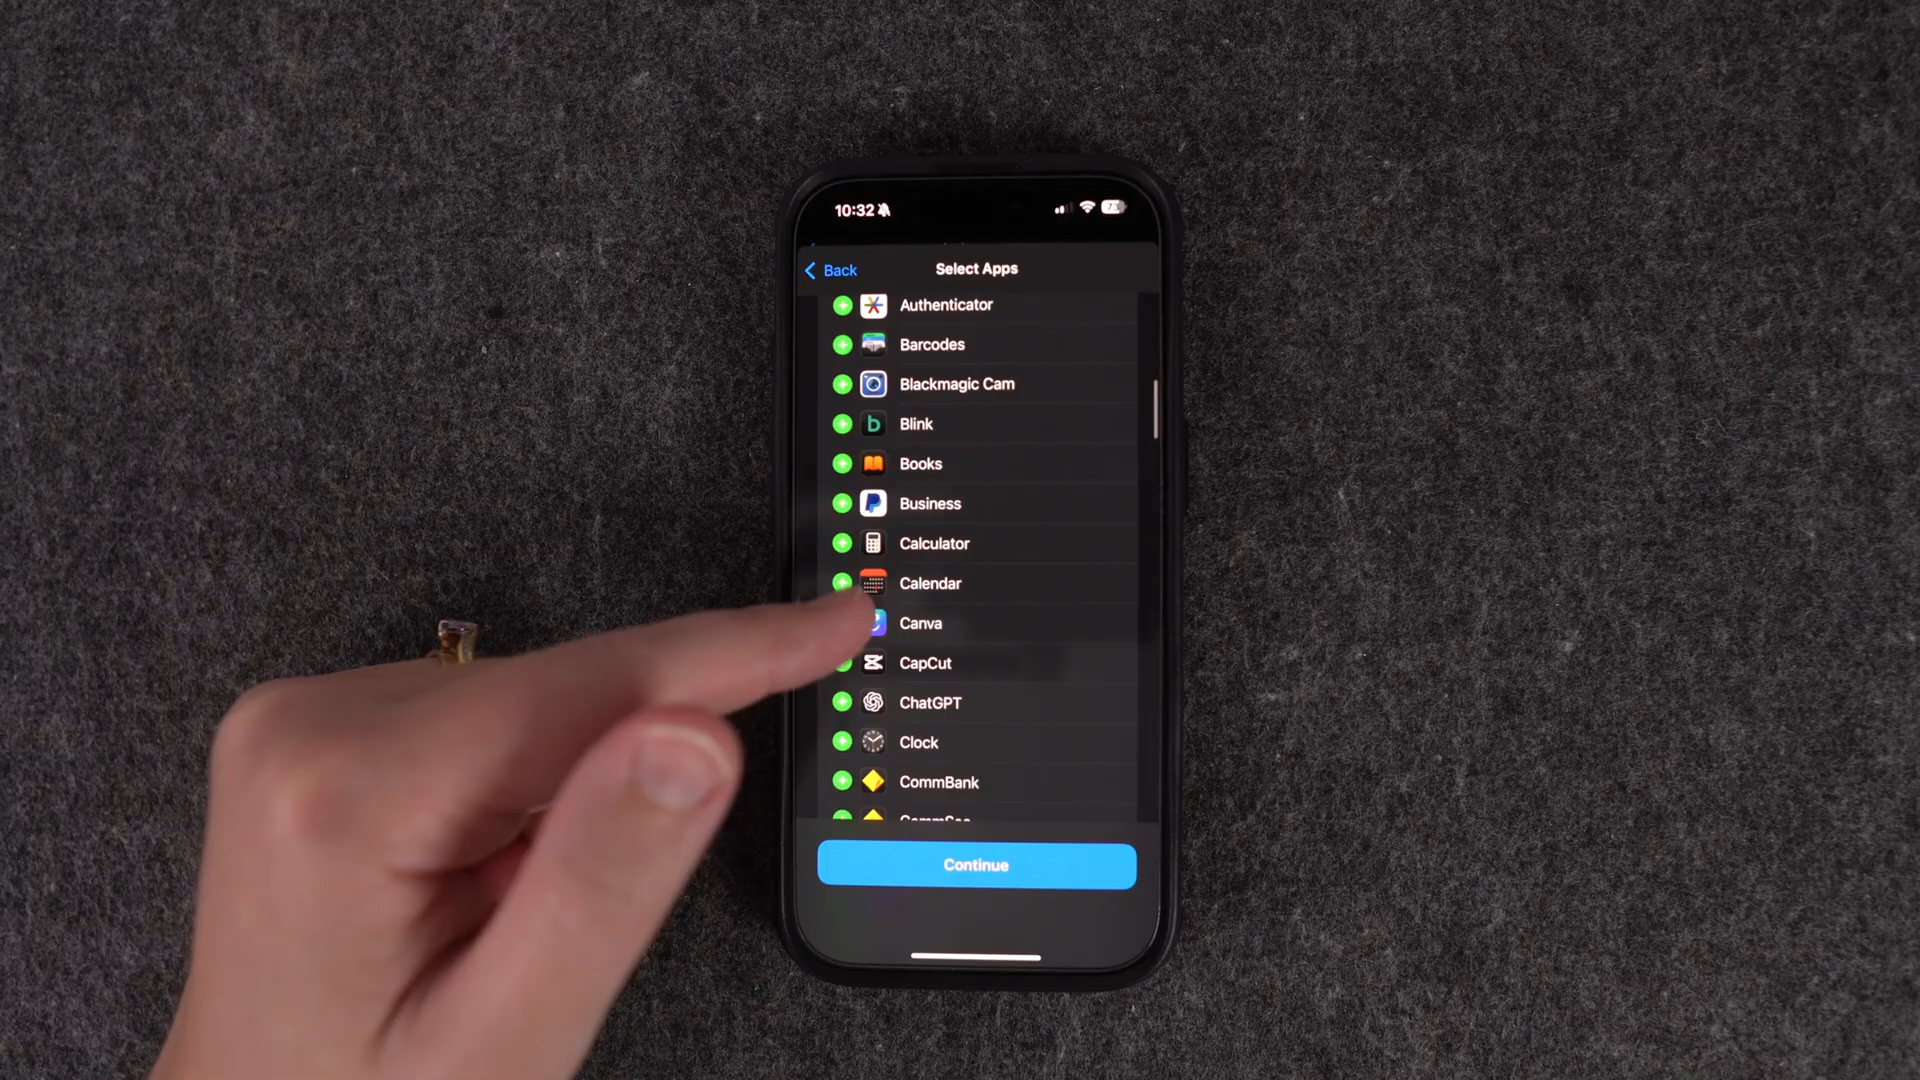 10:32
73
Back
Select Apps
Authenticator
Barcodes
Blackmagic Cam
Blink
Books
Business
Calculator
Calendar
Canva
CapCut
ChatGPT
Clock
CommBank
Continue